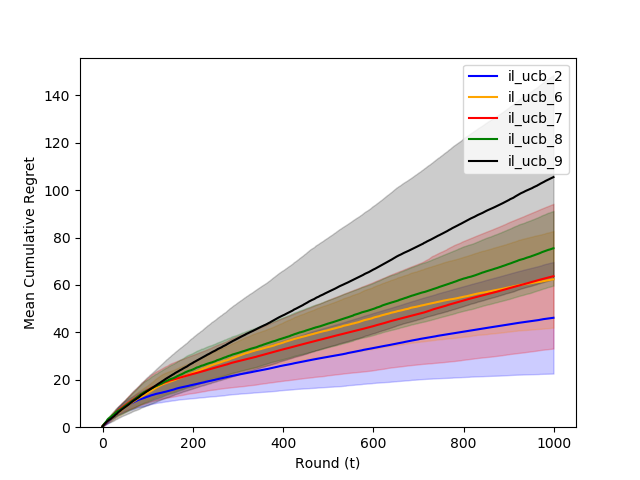 il_ucb_2
il_ucb_6
il_ucb_7
il_ucb_8
il_ucb_9
140
120
100
80
60
40
20
0
Mean Cumulative Regret
0 200 400 600 800 1000
Round (t)